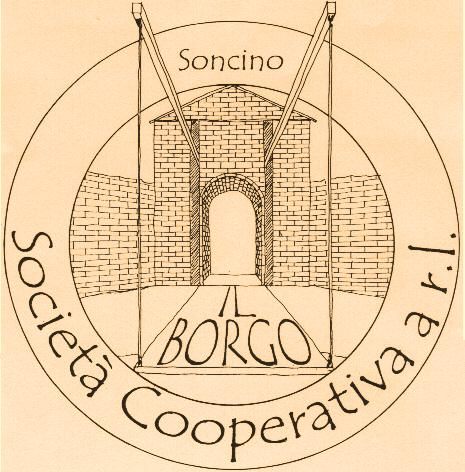 Soncino
IL
BORGO
Società Cooperativa a r.l.